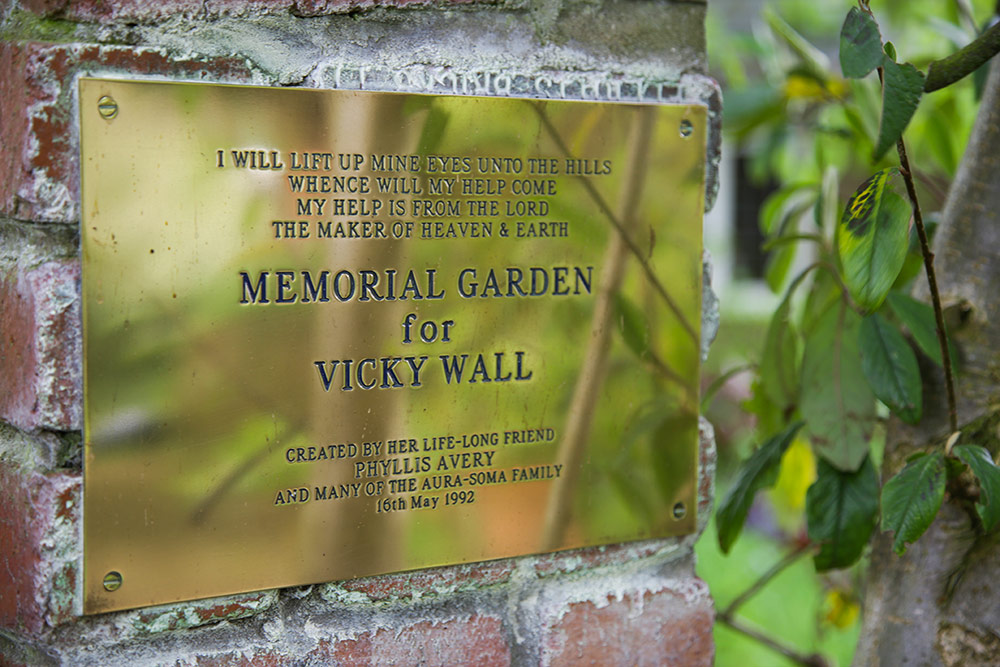 I WILL LIFT UP MINE EYES UNTO THE HILLS
WHENCE WILL MY HELP COME
MY HELP IS FROM THE LORD
THE MAKER OF HEAVEN & EARTH
MEMORIAL GARDEN
for
VICKY WALL
CREATED BY HER LIFE-LONG FRIEND
PHYLLIS AVERY
AND MANY OF THE AURA-SOMA FAMILY
16th May 1992